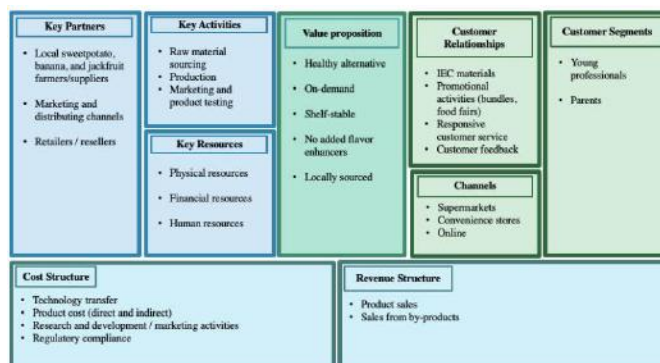 Key Partners
• Local sweetpotato,
banana, and jackfruit
farmers/suppliers
• Marketing and
distributing channels
• Retailers / resellers
Key Activities
• Raw material
sourcing
• Production
• Marketing and
product testing
Key Resources
• Physical resources
• Financial resources
• Human resources
Value proposition
• Healthy alternative
• On-demand
• Shelf-stable
• No added flavor
enhancers
• Locally sourced
Customer
Relationships
• IEC materials
• Promotional
activities (bundles,
food fairs)
• Responsive
customer service
• Customer feedback
Channels
• Supermarkets
• Convenience stores
• Online
Customer Segments
• Young
professionals
• Parents
Cost Structure
• Technology transfer
• Product cost (direct and indirect)
• Research and development / marketing activities
• Regulatory compliance
Revenue Structure
• Product sales
• Sales from by-products